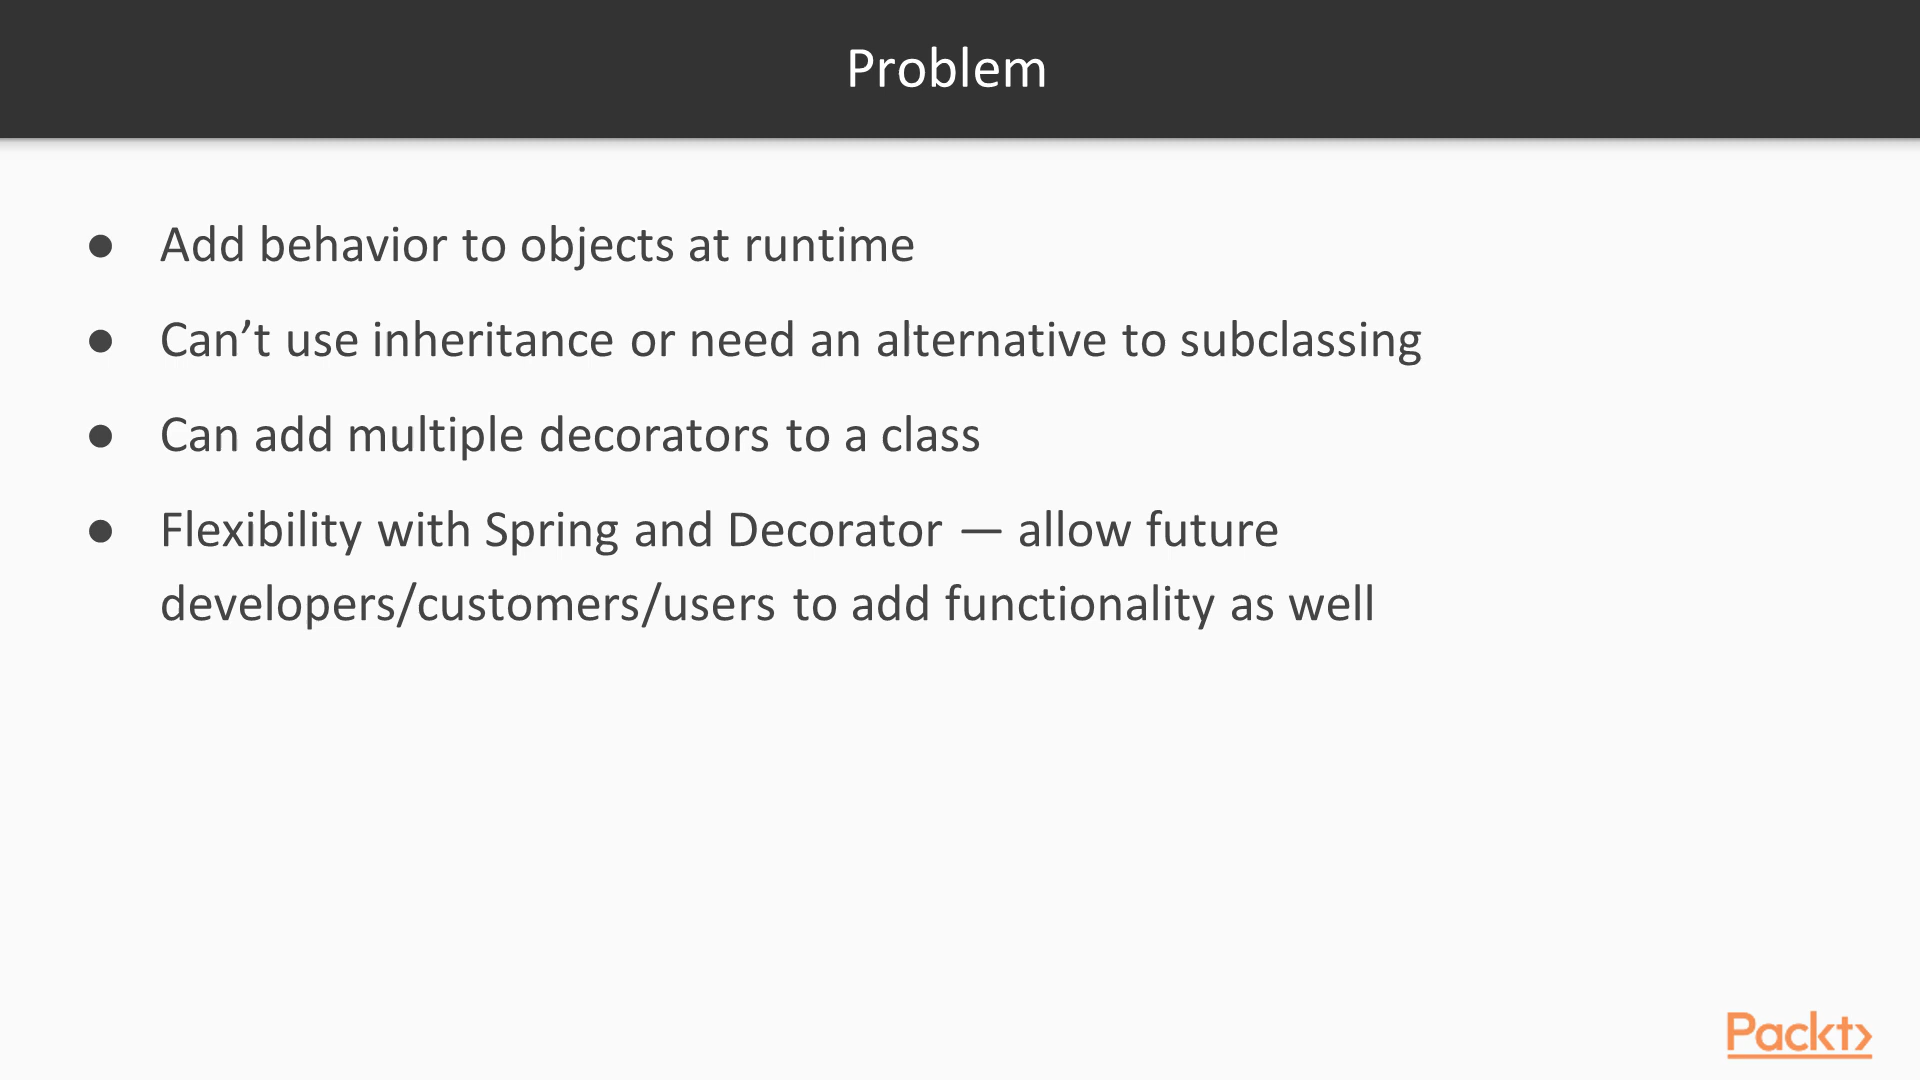 Problem
● Add behavior to objects at runtime
● Can’t use inheritance or need an alternative to subclassing
● Can add multiple decorators to a class
● Flexibility with Spring and Decorator — allow future
developers/customers/users to add functionality as well
Packt>